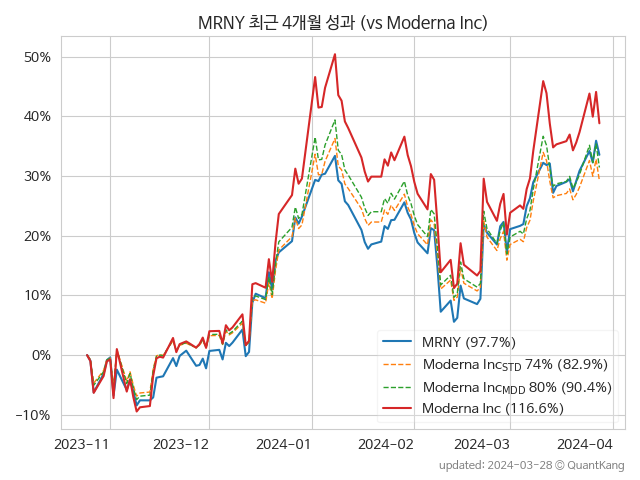 MRNY 최근 4개월 성과 (vs Moderna Inc)
50%
40%
30%
20%
10%
0%
−10%
MRNY (97.7%)
Moderna Inc_STD 74% (82.9%)
Moderna Inc_MDD 80% (90.4%)
Moderna Inc (116.6%)
2023-11 2023-12 2024-01 2024-02 2024-03 2024-04
updated: 2024-03-28 © QuantKang